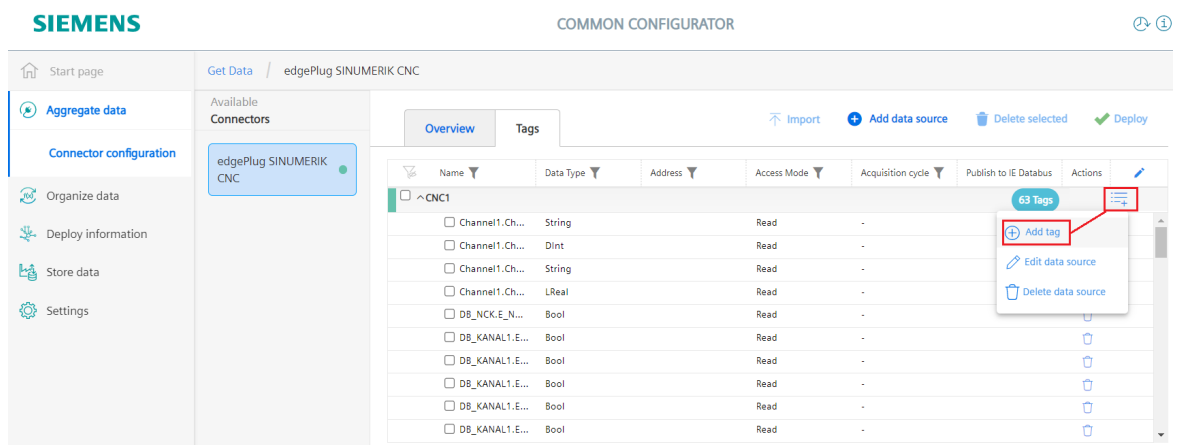 SIEMENS
COMMON CONFIGURATOR
Start page
Aggregate data
Connector configuration
Organize data
Deploy information
Store data
Settings
Get Data / edgePlug SINUMERIK CNC
Available
Connectors
edgePlug SINUMERIK
CNC
Overview Tags
Import Add data source Delete selected Deploy
Name Data Type Address Access Mode Acquisition cycle Publish to IE Databus Actions
CNC1 63 Tags
Channel1.Ch... String Read -
Channel1.Ch... DInt Read -
Channel1.Ch... String Read -
Channel1.Ch... LReal Read -
DB_NCK.E_N... Bool Read -
DB_KANAL1.E... Bool Read -
DB_KANAL1.E... Bool Read -
DB_KANAL1.E... Bool Read -
DB_KANAL1.E... Bool Read -
DB_KANAL1.E... Bool Read -
Add tag
Edit data source
Delete data source